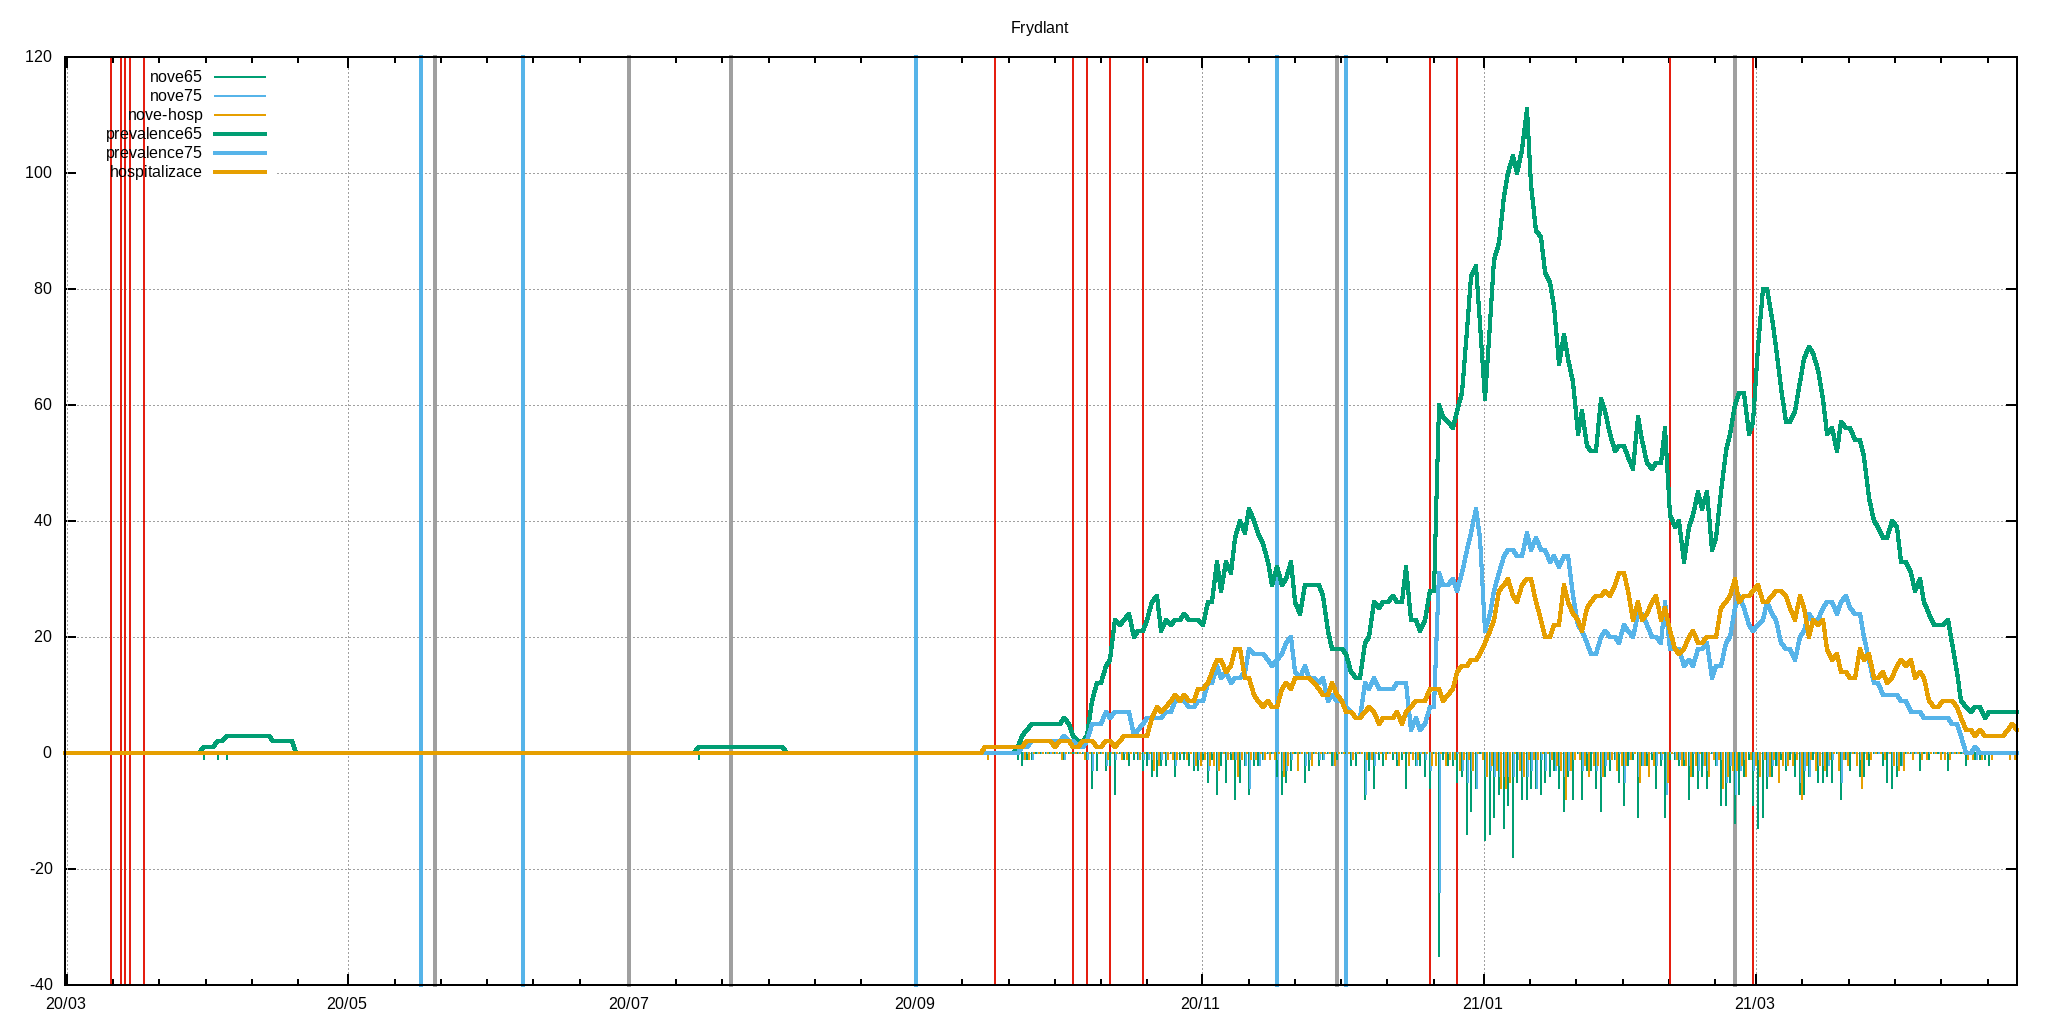 Frydlant
120
nove65
nove75
nove-hosp
prevalence65
prevalence75
hospitalizace
100
80
60
40
20
0
-20
-40
20/03 20/05 20/07 20/09 20/11 21/01 21/03